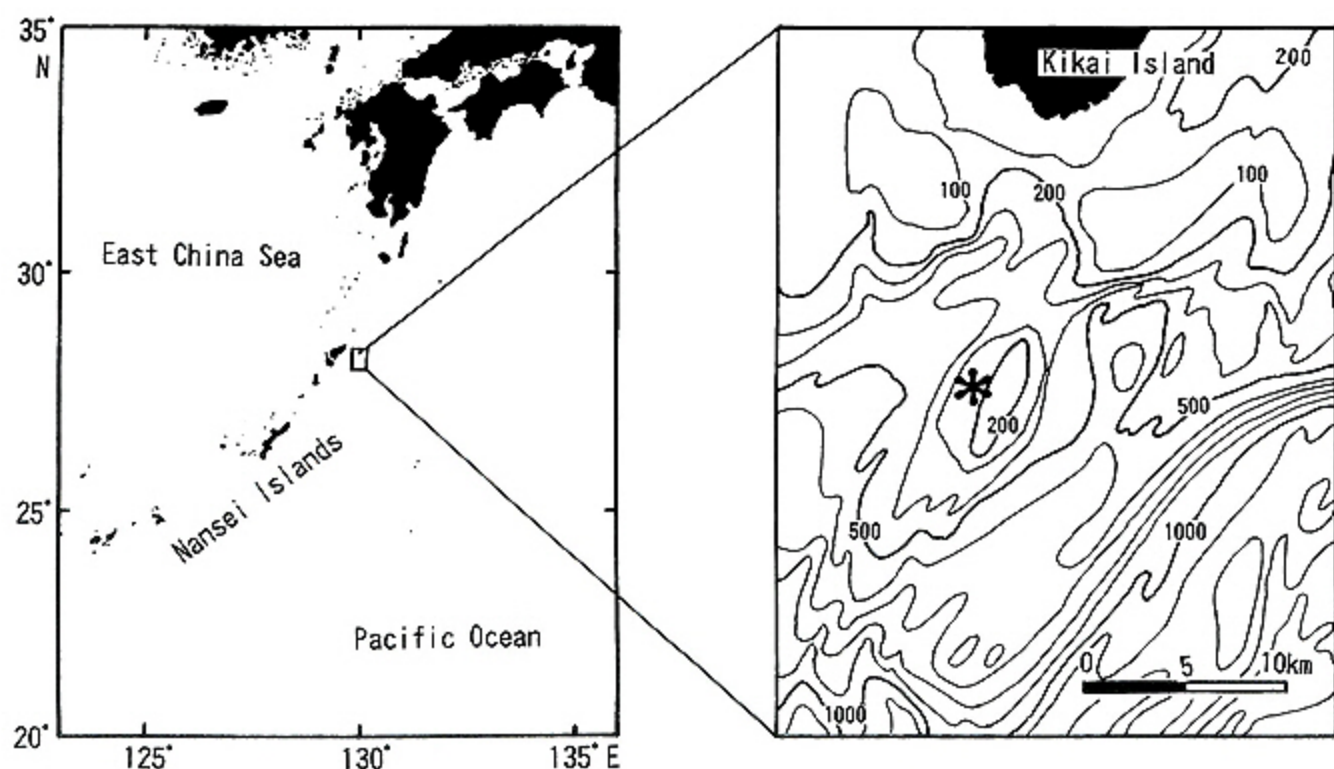 35°
N
East China Sea
30°
Nansei Islands
25°
Pacific Ocean
20°
125°
130°
135°E
Kikai Island
200
100
200
100
200
500
500
1000
0
5
10km
1000